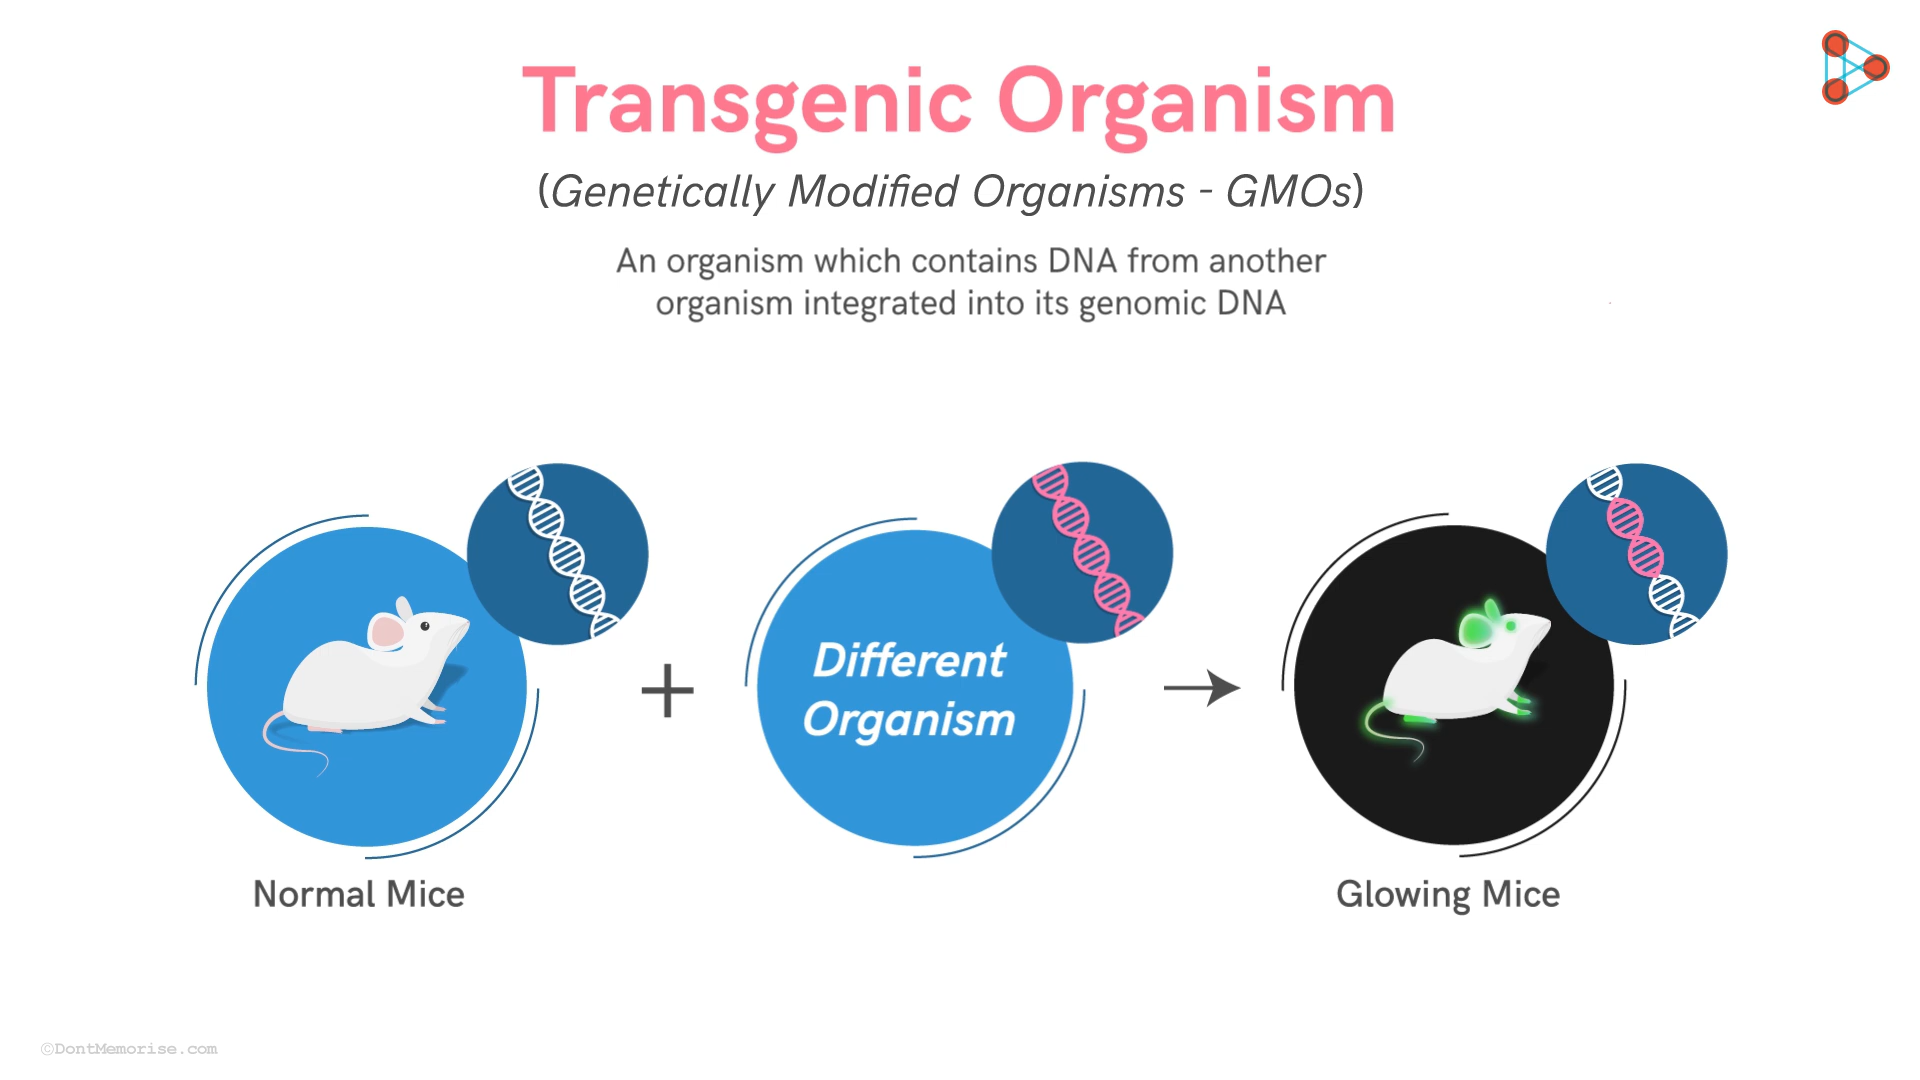 Transgenic Organism
(Genetically Modified Organisms - GMOs)
An organism which contains DNA from another
organism integrated into its genomic DNA
Different
Organism
Normal Mice
Glowing Mice
©DontMemorise.com